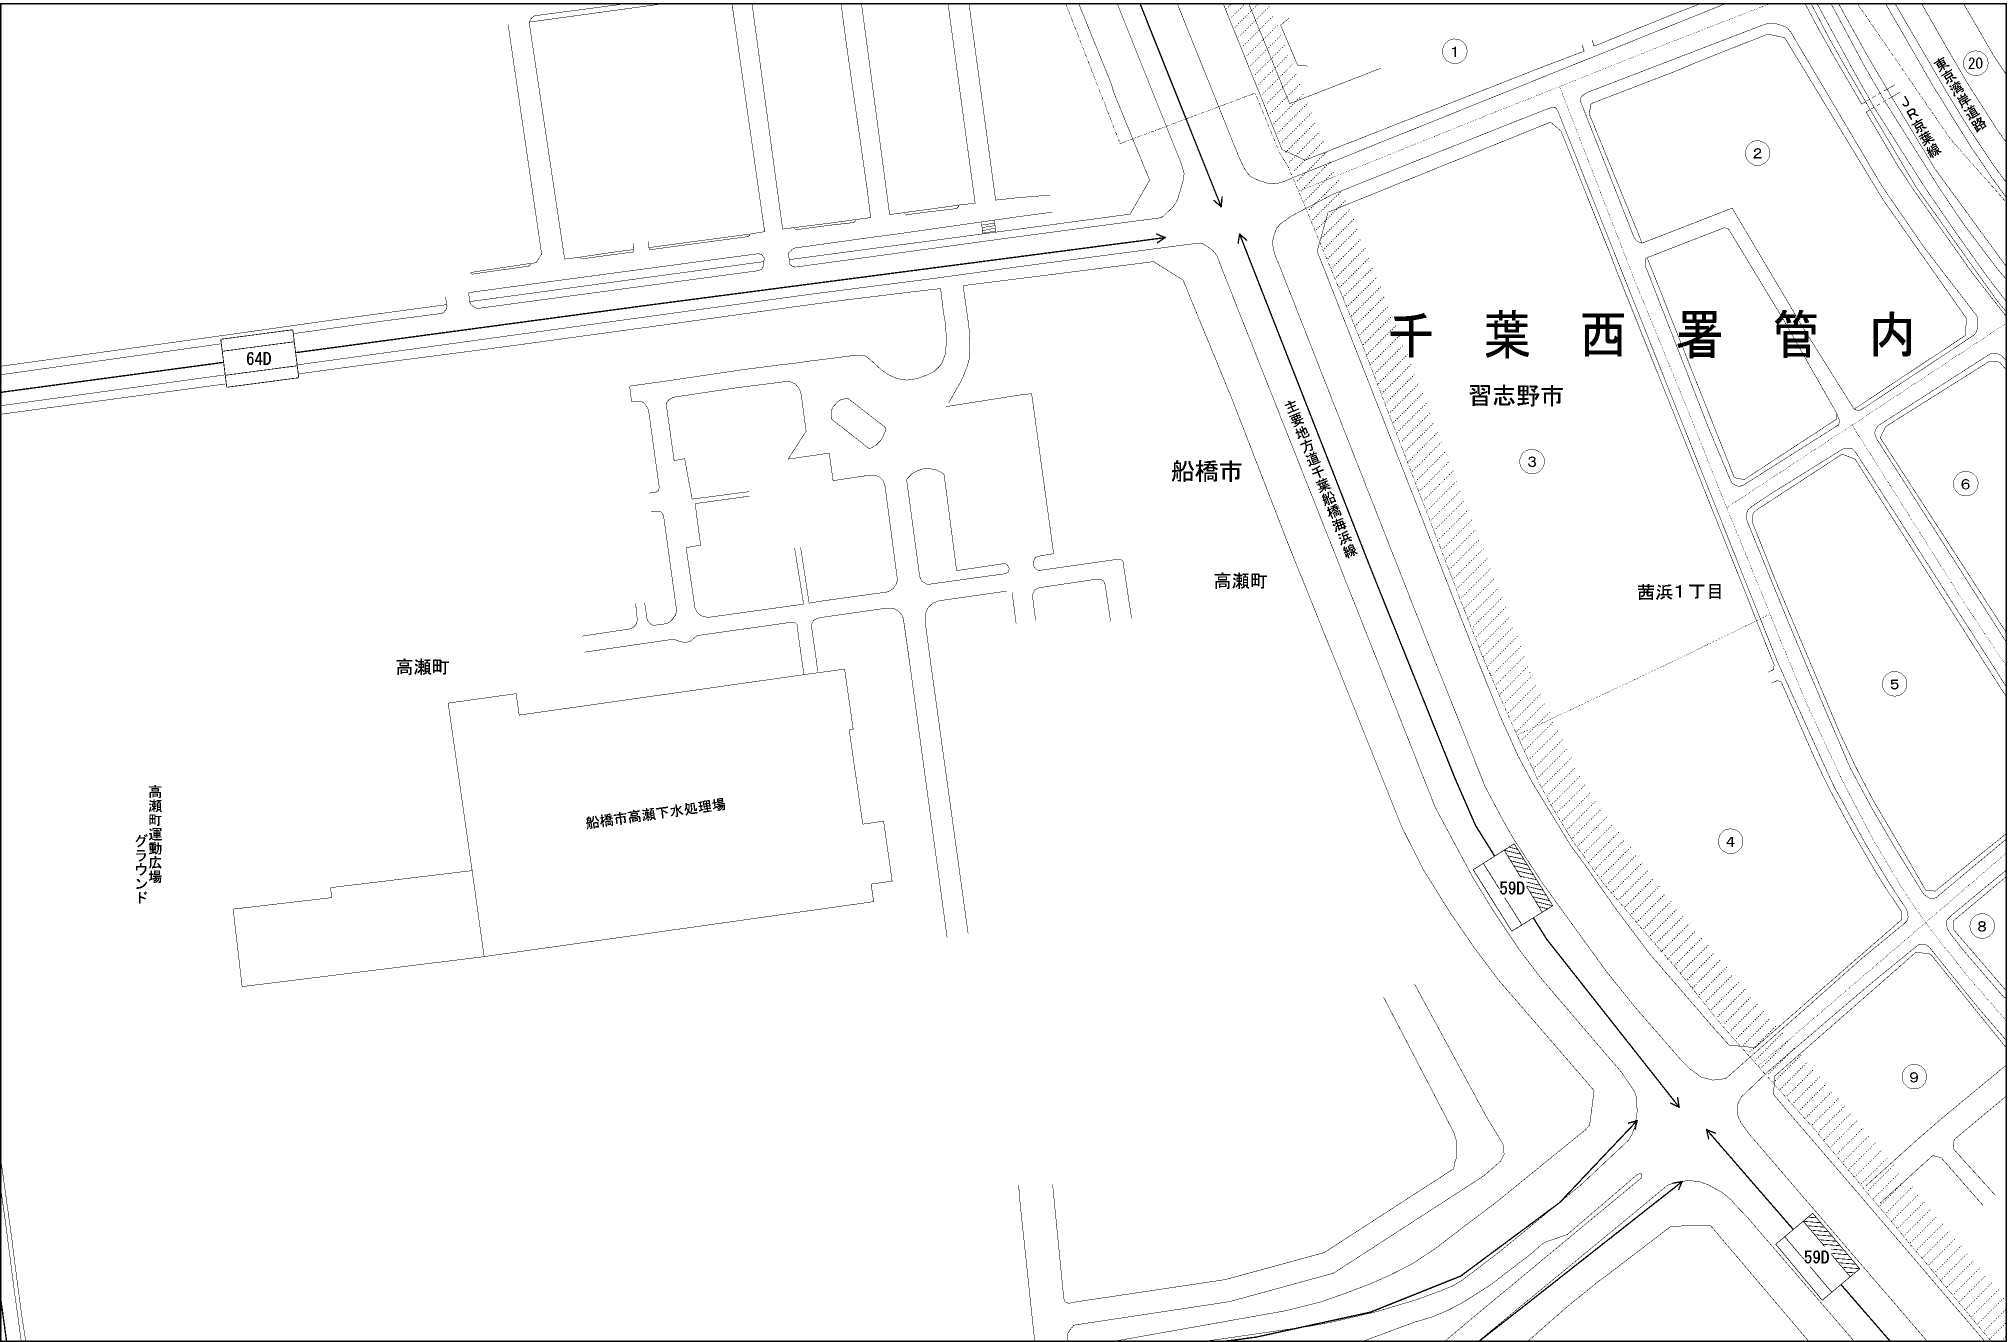 ①
⑳
東京湾岸道路
JR京葉線
②
64D
千葉西署管内
習志野市
主要地方道千葉船橋海浜線
船橋市
③
⑥
高瀬町
茜浜1丁目
高瀬町
⑤
高瀬町運動広場
グラウンド
船橋市高瀬下水処理場
④
59D
⑧
⑨
59D